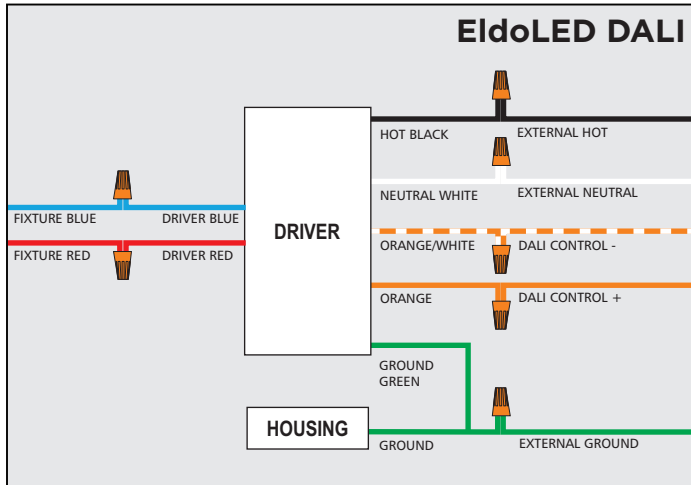 EldoLED DALI
HOT BLACK
EXTERNAL HOT
NEUTRAL WHITE
EXTERNAL NEUTRAL
FIXTURE BLUE
DRIVER BLUE
DRIVER
ORANGE/WHITE
DALI CONTROL -
FIXTURE RED
DRIVER RED
ORANGE
DALI CONTROL +
GROUND
GREEN
HOUSING
GROUND
EXTERNAL GROUND